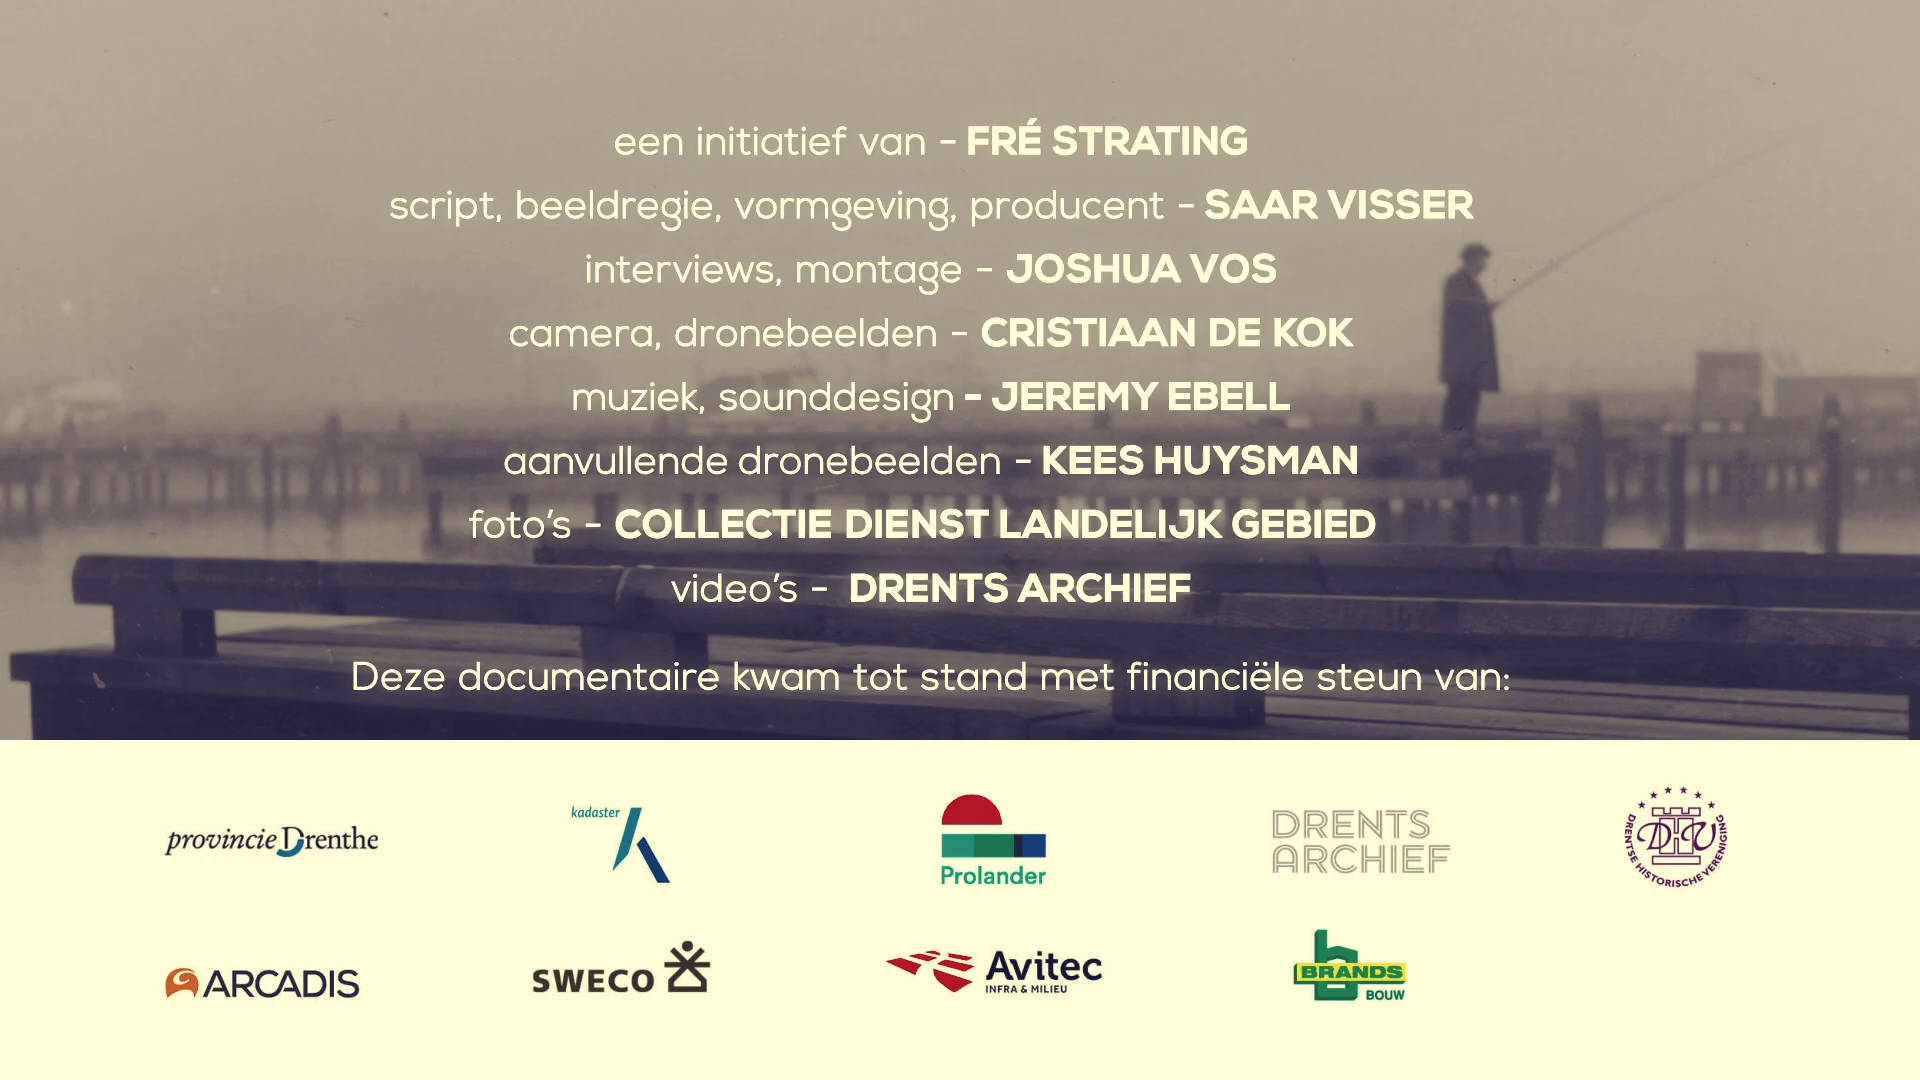 een initiatief van - FRÉ STRATING
script, beeldregie, vormgeving, producent - SAAR VISSER
interviews, montage - JOSHUA VOS
camera, dronebeelden - CRISTIAAN DE KOK
muziek, sounddesign - JEREMY EBELL
aanvullende dronebeelden - KEES HUYSMAN
foto's - COLLECTIE DIENST LANDELIJK GEBIED
video's - DRENTS ARCHIEF
Deze documentaire kwam tot stand met financiële steun van:
provincie Drenthe
kadaster
Prolander
DRENTS
ARCHIEF
DHV
DRENTSE HISTORISCHE VERENIGING
ARCADIS
SWECO
Avitec
INFRA & MILIEU
BRANDS
BOUW